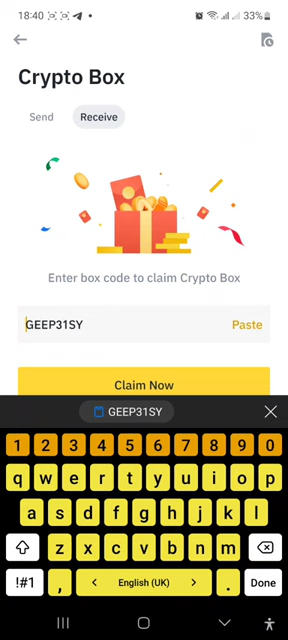 18:40 33%
Crypto Box
Send Receive
Enter box code to claim Crypto Box
GEEP31SY Paste
Claim Now
GEEP31SY
1 2 3 4 5 6 7 8 9 0
q w e r t y u i o p
a s d f g h j k l
z x c v b n m
!#1 , < English (UK) > . Done